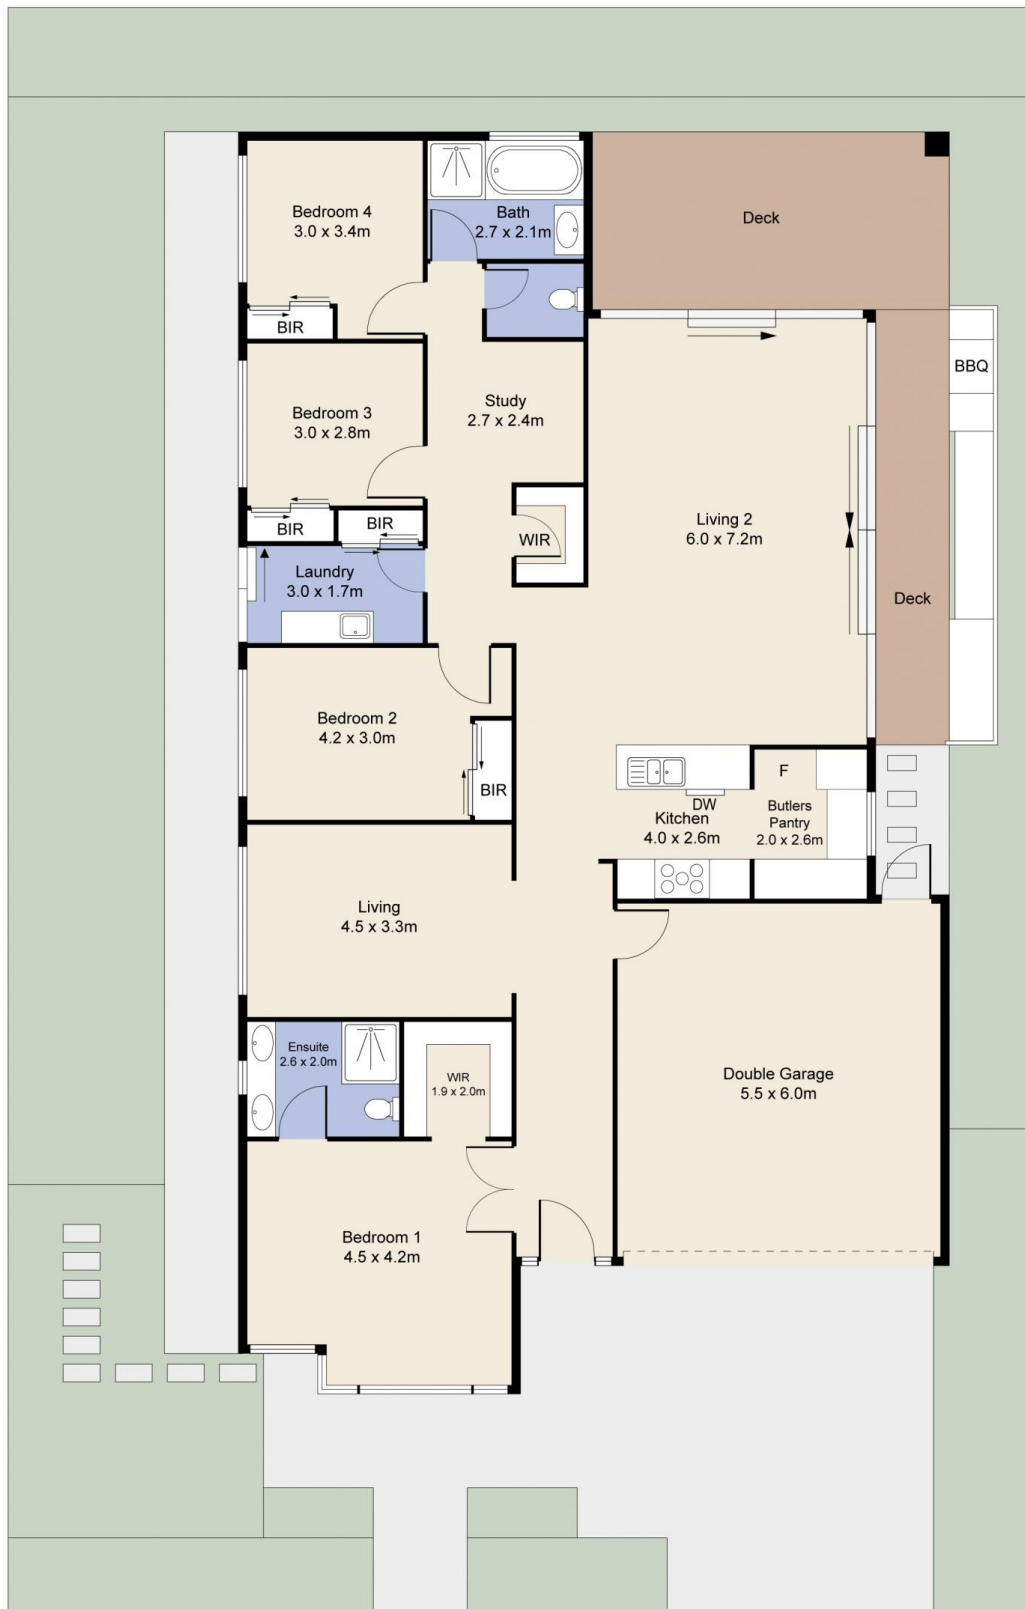 Bedroom 4
3.0 x 3.4m
BIR
Bath
2.7 x 2.1m
Deck
BBQ
Bedroom 3
3.0 x 2.8m
BIR
BIR
Study
2.7 x 2.4m
WIR
Living 2
6.0 x 7.2m
Deck
Laundry
3.0 x 1.7m
Bedroom 2
4.2 x 3.0m
BIR
DW
Kitchen
4.0 x 2.6m
F
Butlers
Pantry
2.0 x 2.6m
Living
4.5 x 3.3m
Ensuite
2.6 x 2.0m
WIR
1.9 x 2.0m
Double Garage
5.5 x 6.0m
Bedroom 1
4.5 x 4.2m